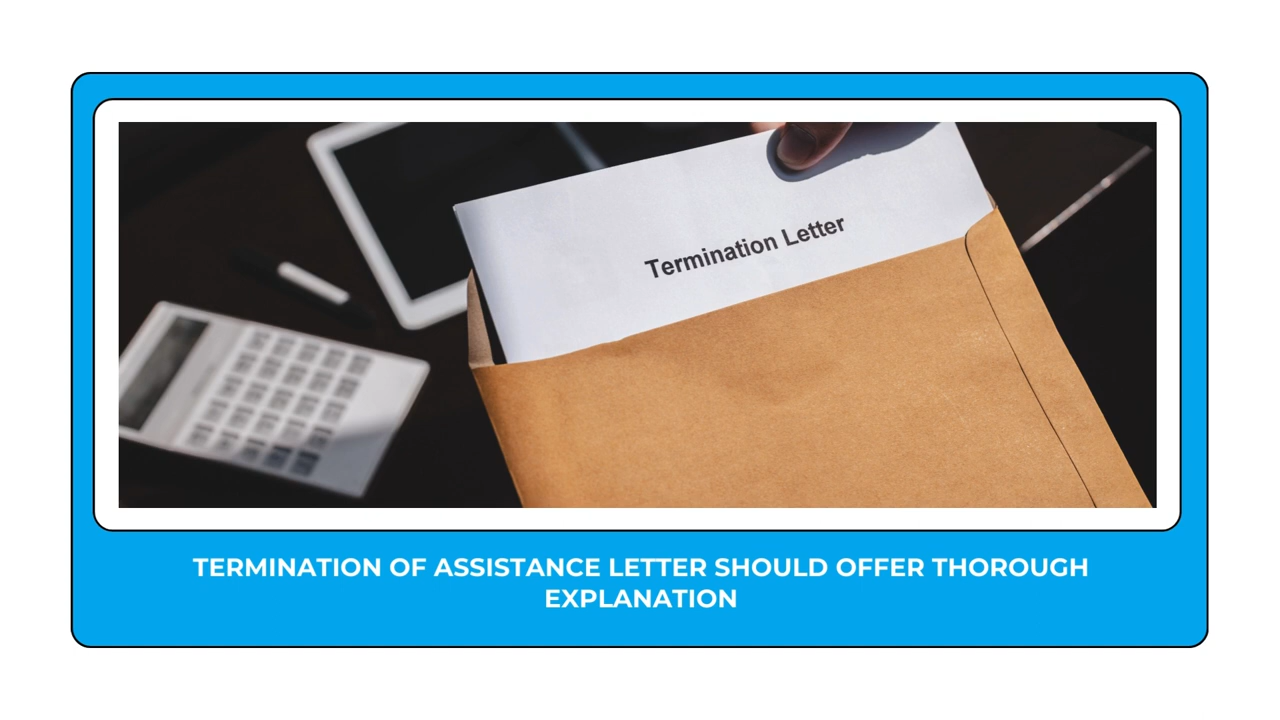 Termination Letter
TERMINATION OF ASSISTANCE LETTER SHOULD OFFER THOROUGH
EXPLANATION